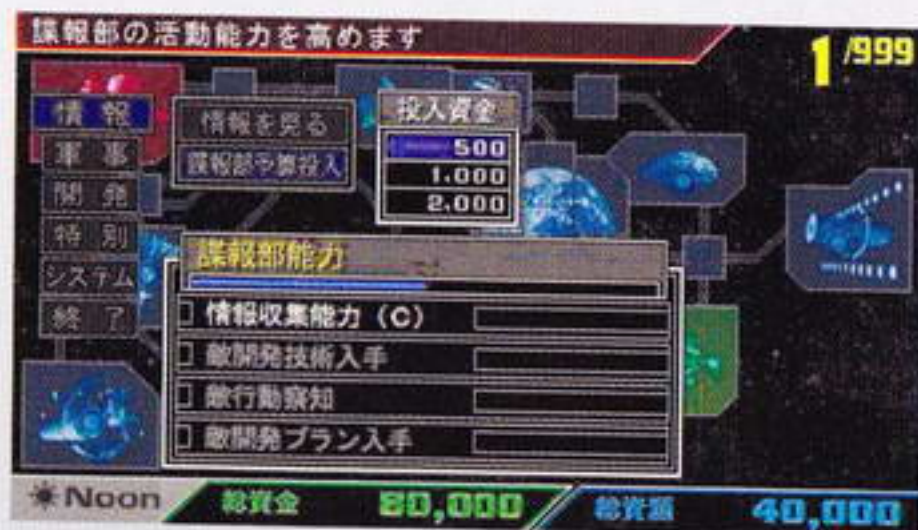 諜報部の活動能力を高めます
1/999
情報
軍事
開発
特別
システム
終了
情報を見る
諜報部予算投入
投入資金
500
1,000
2,000
諜報部能力
情報収集能力（C）
敵開発技術入手
敵行動察知
敵開発プラン入手
Noon
総資金 80,000
総資源 40,000